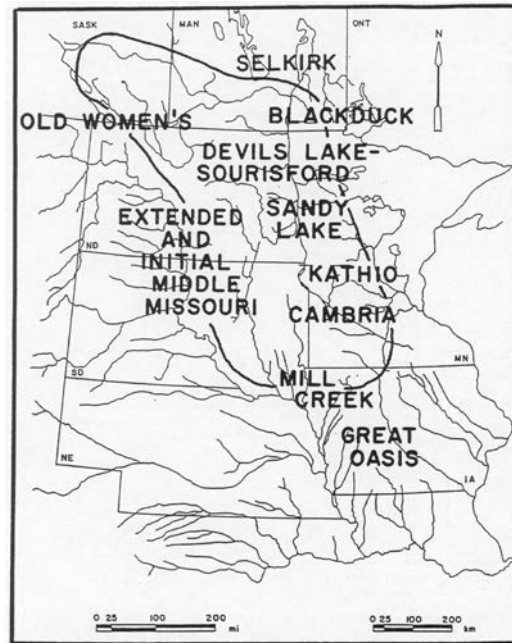 SASK
MAN
ONT
N
SELKIRK
OLD WOMEN'S
BLACKDUCK
DEVILS LAKE-
SOURISFORD
SANDY
LAKE
EXTENDED
AND
INITIAL
MIDDLE
MISSOURI
ND
KATHIO
CAMBRIA
MN
SD
MILL
CREEK
GREAT
OASIS
NE
IA
0 25 100 200
mi
0 25 100 200
km